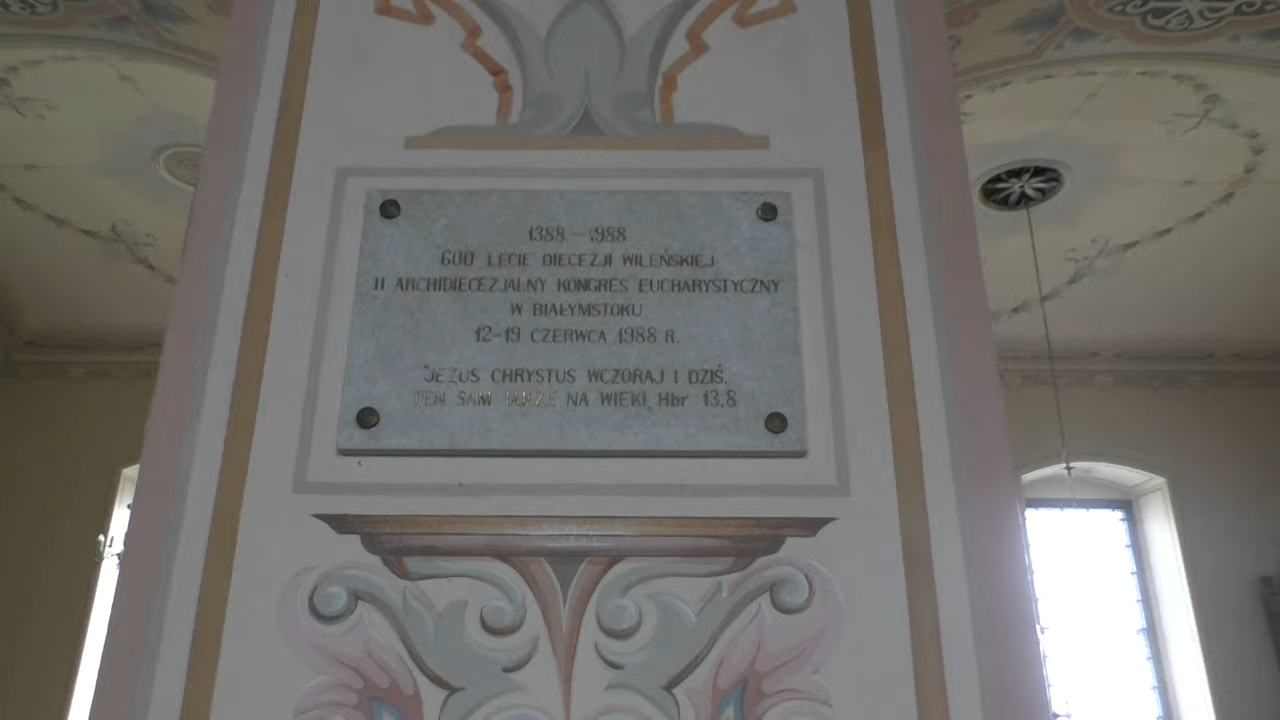 1388 - 1988
600 LECIE DIECEZJI WILEŃSKIEJ
II ARCHIDIECEZJALNY KONGRES EUCHARYSTYCZNY
W BIAŁYMSTOKU
12-19 CZERWCA 1988 R.
"JEZUS CHRYSTUS WCZORAJ I DZIŚ,
TEN SAM TAKŻE NA WIEKI" Hbr 13,8